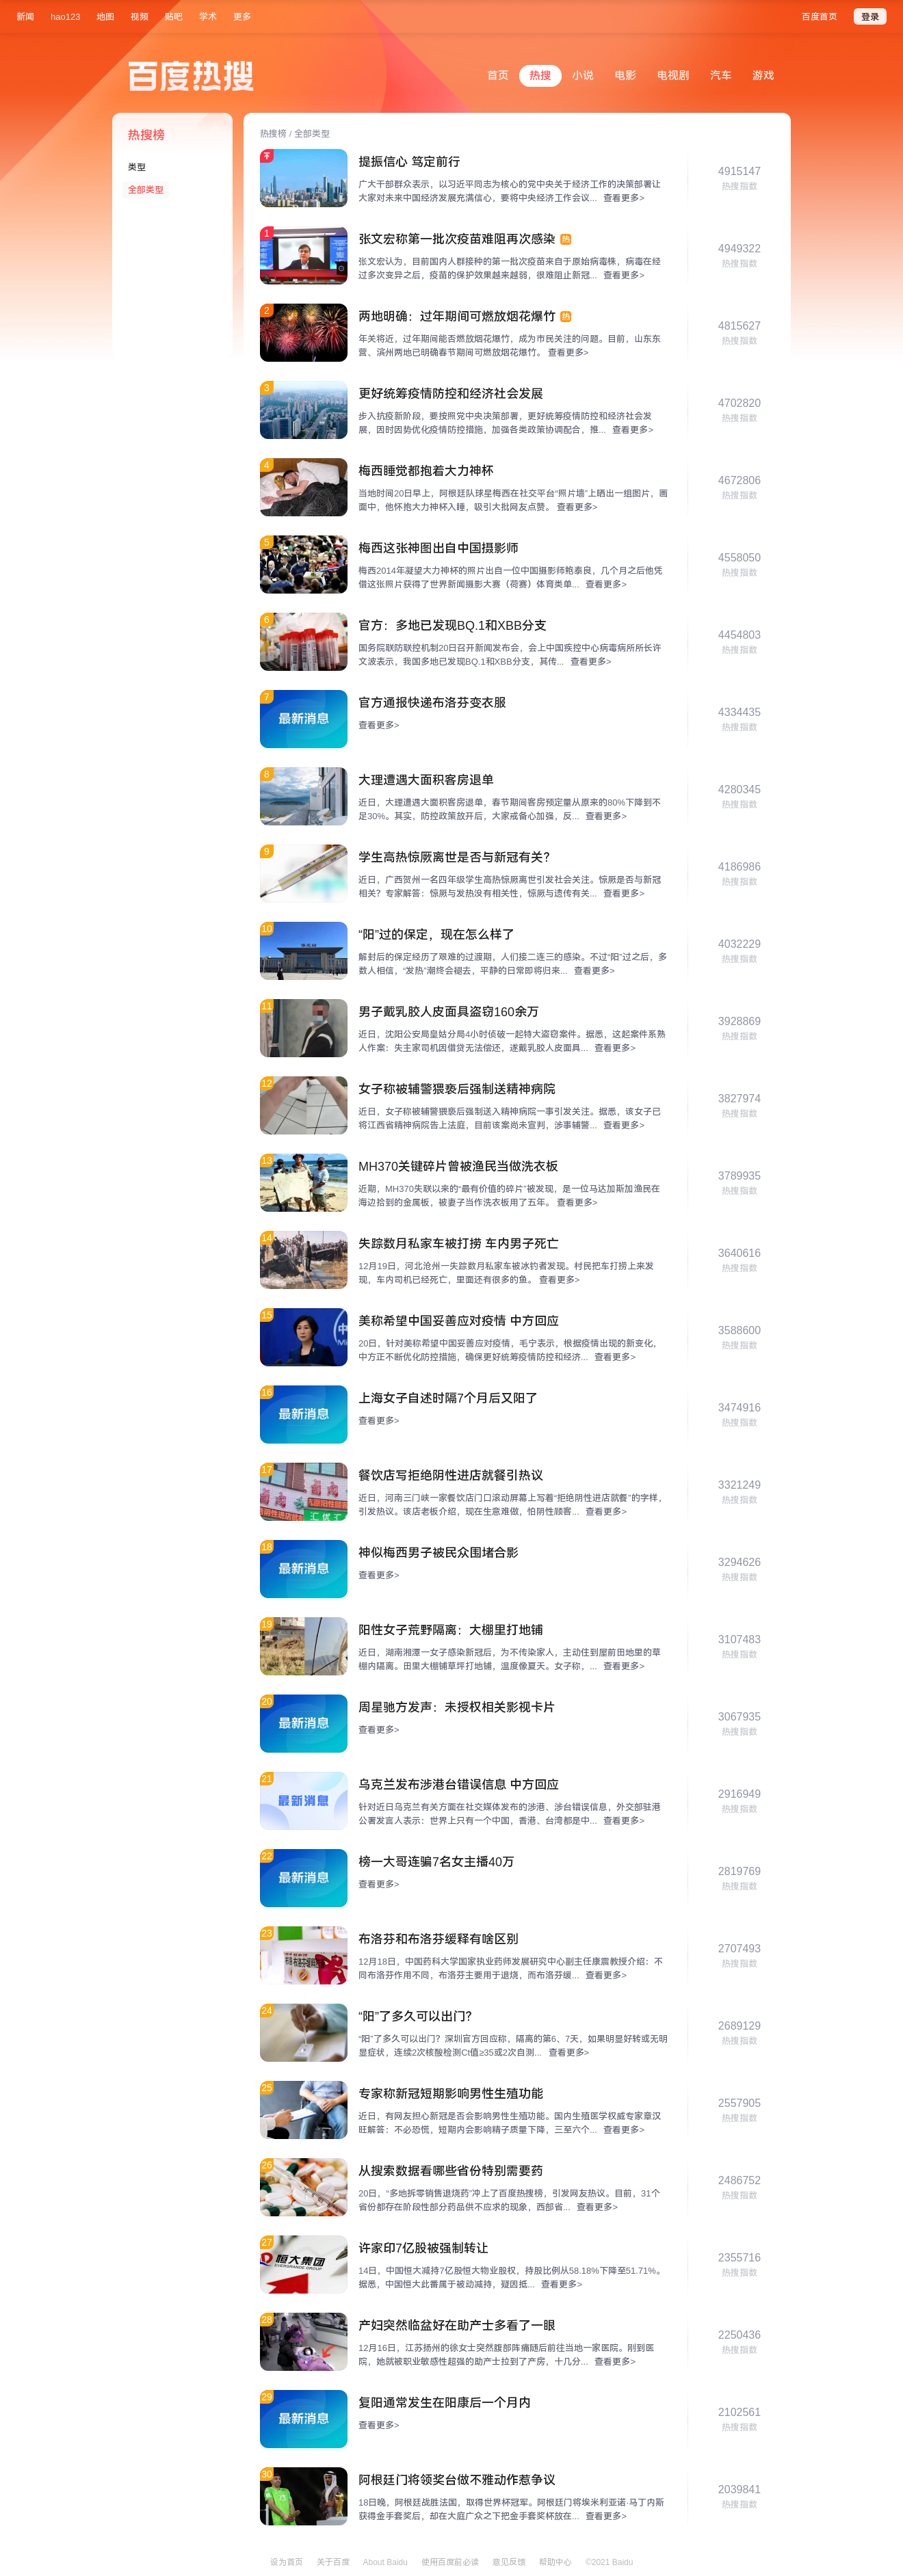 新闻 hao123 地图 视频 贴吧 学术 更多 百度首页 登录
百度热搜
首页 热搜 小说 电影 电视剧 汽车 游戏
热搜榜
类型
全部类型
热搜榜 / 全部类型
提振信心 笃定前行
广大干部群众表示,以习近平同志为核心的党中央关于经济工作的决策部署让
大家对未来中国经济发展充满信心,要将中央经济工作会议... 查看更多>
4915147
热搜指数
1
张文宏称第一批次疫苗难阻再次感染 热
张文宏认为,目前国内人群接种的第一批次疫苗来自于原始病毒株,病毒在经
过多次变异之后,疫苗的保护效果越来越弱,很难阻止新冠... 查看更多>
4949322
热搜指数
2
两地明确:过年期间可燃放烟花爆竹 热
年关将近,过年期间能否燃放烟花爆竹,成为市民关注的问题。目前,山东东
营、滨州两地已明确春节期间可燃放烟花爆竹。 查看更多>
4815627
热搜指数
3
更好统筹疫情防控和经济社会发展
步入抗疫新阶段,要按照党中央决策部署,更好统筹疫情防控和经济社会发
展,因时因势优化疫情防控措施,加强各类政策协调配合,推... 查看更多>
4702820
热搜指数
4
梅西睡觉都抱着大力神杯
当地时间20日早上,阿根廷队球星梅西在社交平台“照片墙”上晒出一组图片,画
面中,他怀抱大力神杯入睡,吸引大批网友点赞。 查看更多>
4672806
热搜指数
5
梅西这张神图出自中国摄影师
梅西2014年凝望大力神杯的照片出自一位中国摄影师鲍泰良,几个月之后他凭
借这张照片获得了世界新闻摄影大赛(荷赛)体育类单... 查看更多>
4558050
热搜指数
6
官方:多地已发现BQ.1和XBB分支
国务院联防联控机制20日召开新闻发布会,会上中国疾控中心病毒病所所长许
文波表示,我国多地已发现BQ.1和XBB分支,其传... 查看更多>
4454803
热搜指数
7
最新消息
官方通报快递布洛芬变衣服
查看更多>
4334435
热搜指数
8
大理遭遇大面积客房退单
近日,大理遭遇大面积客房退单,春节期间客房预定量从原来的80%下降到不
足30%。其实,防控政策放开后,大家戒备心加强,反... 查看更多>
4280345
热搜指数
9
学生高热惊厥离世是否与新冠有关?
近日,广西贺州一名四年级学生高热惊厥离世引发社会关注。惊厥是否与新冠
相关?专家解答:惊厥与发热没有相关性,惊厥与遗传有关... 查看更多>
4186986
热搜指数
10
“阳”过的保定,现在怎么样了
解封后的保定经历了艰难的过渡期,人们接二连三的感染。不过“阳”过之后,多
数人相信,“发热”潮终会褪去,平静的日常即将归来... 查看更多>
4032229
热搜指数
11
男子戴乳胶人皮面具盗窃160余万
近日,沈阳公安局皇姑分局4小时侦破一起特大盗窃案件。据悉,这起案件系熟
人作案:失主家司机因借贷无法偿还,遂戴乳胶人皮面具... 查看更多>
3928869
热搜指数
12
女子称被辅警猥亵后强制送精神病院
近日,女子称被辅警猥亵后强制送入精神病院一事引发关注。据悉,该女子已
将江西省精神病院告上法庭,目前该案尚未宣判,涉事辅警... 查看更多>
3827974
热搜指数
13
MH370关键碎片曾被渔民当做洗衣板
近期,MH370失联以来的“最有价值的碎片”被发现,是一位马达加斯加渔民在
海边拾到的金属板,被妻子当作洗衣板用了五年。 查看更多>
3789935
热搜指数
14
失踪数月私家车被打捞 车内男子死亡
12月19日,河北沧州一失踪数月私家车被冰钓者发现。村民把车打捞上来发
现,车内司机已经死亡,里面还有很多的鱼。 查看更多>
3640616
热搜指数
15
美称希望中国妥善应对疫情 中方回应
20日,针对美称希望中国妥善应对疫情,毛宁表示,根据疫情出现的新变化,
中方正不断优化防控措施,确保更好统筹疫情防控和经济... 查看更多>
3588600
热搜指数
16
最新消息
上海女子自述时隔7个月后又阳了
查看更多>
3474916
热搜指数
17
餐饮店写拒绝阴性进店就餐引热议
近日,河南三门峡一家餐饮店门口滚动屏幕上写着“拒绝阴性进店就餐”的字样,
引发热议。该店老板介绍,现在生意难做,怕阴性顾客... 查看更多>
3321249
热搜指数
18
最新消息
神似梅西男子被民众围堵合影
查看更多>
3294626
热搜指数
19
阳性女子荒野隔离:大棚里打地铺
近日,湖南湘潭一女子感染新冠后,为不传染家人,主动住到屋前田地里的草
棚内隔离。田里大棚铺草坪打地铺,温度像夏天。女子称,... 查看更多>
3107483
热搜指数
20
最新消息
周星驰方发声:未授权相关影视卡片
查看更多>
3067935
热搜指数
21
最新消息
乌克兰发布涉港台错误信息 中方回应
针对近日乌克兰有关方面在社交媒体发布的涉港、涉台错误信息,外交部驻港
公署发言人表示:世界上只有一个中国,香港、台湾都是中... 查看更多>
2916949
热搜指数
22
最新消息
榜一大哥连骗7名女主播40万
查看更多>
2819769
热搜指数
23
布洛芬和布洛芬缓释有啥区别
12月18日,中国药科大学国家执业药师发展研究中心副主任康震教授介绍:不
同布洛芬作用不同,布洛芬主要用于退烧,而布洛芬缓... 查看更多>
2707493
热搜指数
24
“阳”了多久可以出门?
“阳”了多久可以出门?深圳官方回应称,隔离的第6、7天,如果明显好转或无明
显症状,连续2次核酸检测Ct值≥35或2次自测... 查看更多>
2689129
热搜指数
25
专家称新冠短期影响男性生殖功能
近日,有网友担心新冠是否会影响男性生殖功能。国内生殖医学权威专家章汉
旺解答:不必恐慌,短期内会影响精子质量下降,三至六个... 查看更多>
2557905
热搜指数
26
从搜索数据看哪些省份特别需要药
20日,“多地拆零销售退烧药”冲上了百度热搜榜,引发网友热议。目前,31个
省份都存在阶段性部分药品供不应求的现象,西部省... 查看更多>
2486752
热搜指数
27
恒大集团
EVERGRANDE GROUP
许家印7亿股被强制转让
14日,中国恒大减持7亿股恒大物业股权,持股比例从58.18%下降至51.71%。
据悉,中国恒大此番属于被动减持,疑因抵... 查看更多>
2355716
热搜指数
28
产妇突然临盆好在助产士多看了一眼
12月16日,江苏扬州的徐女士突然腹部阵痛随后前往当地一家医院。刚到医
院,她就被职业敏感性超强的助产士拉到了产房,十几分... 查看更多>
2250436
热搜指数
29
最新消息
复阳通常发生在阳康后一个月内
查看更多>
2102561
热搜指数
30
阿根廷门将领奖台做不雅动作惹争议
18日晚,阿根廷战胜法国,取得世界杯冠军。阿根廷门将埃米利亚诺·马丁内斯
获得金手套奖后,却在大庭广众之下把金手套奖杯放在... 查看更多>
2039841
热搜指数
设为首页 关于百度 About Baidu 使用百度前必读 意见反馈 帮助中心 ©2021 Baidu